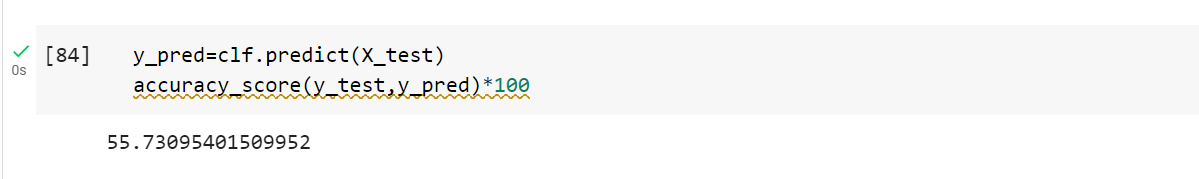 [84] y_pred=clf.predict(X_test)
0s
accuracy_score(y_test,y_pred)*100
55.73095401509952